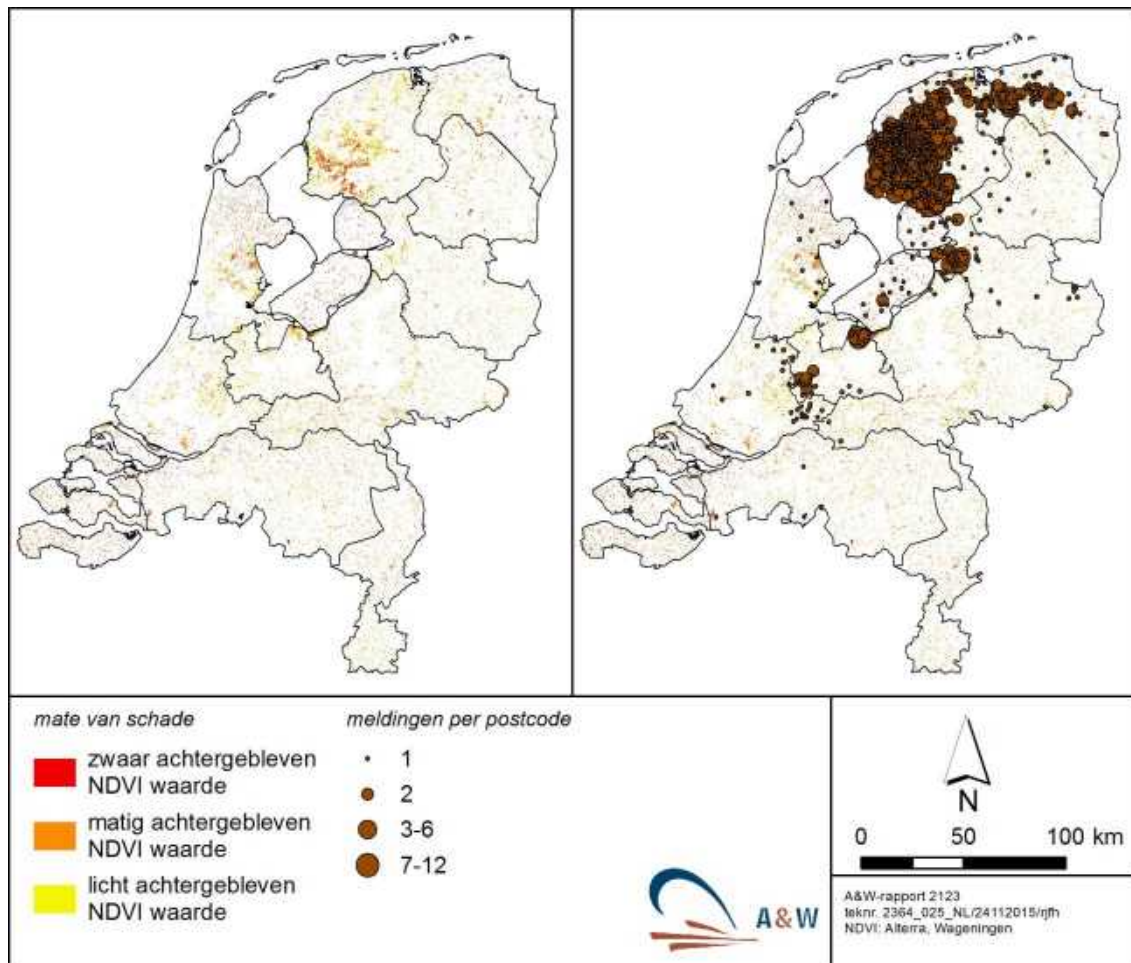 mate van schade
zwaar achtergebleven
NDVI waarde
matig achtergebleven
NDVI waarde
licht achtergebleven
NDVI waarde
meldingen per postcode
1
2
3-6
7-12
A&W
N
0 50 100 km
A&W-rapport 2123
teknr. 2364_025_NL/24112015/rjfh
NDVI: Alterra, Wageningen